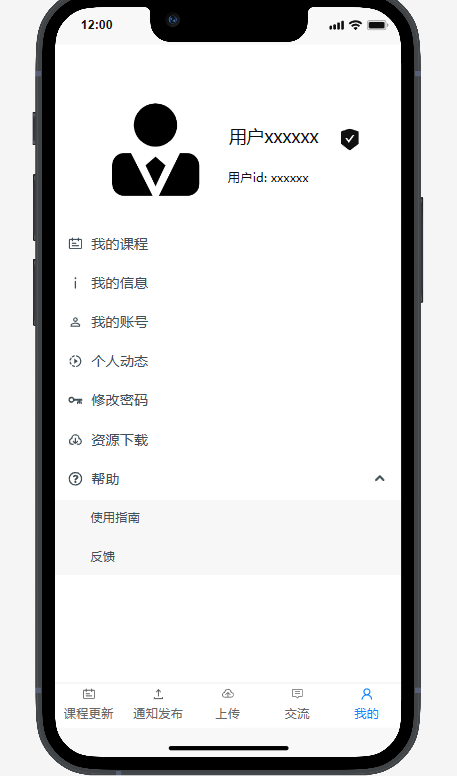 12:00
用户xxxxxx
用户id: xxxxxx
我的课程
我的信息
我的账号
个人动态
修改密码
资源下载
帮助
使用指南
反馈
课程更新 通知发布 上传 交流 我的